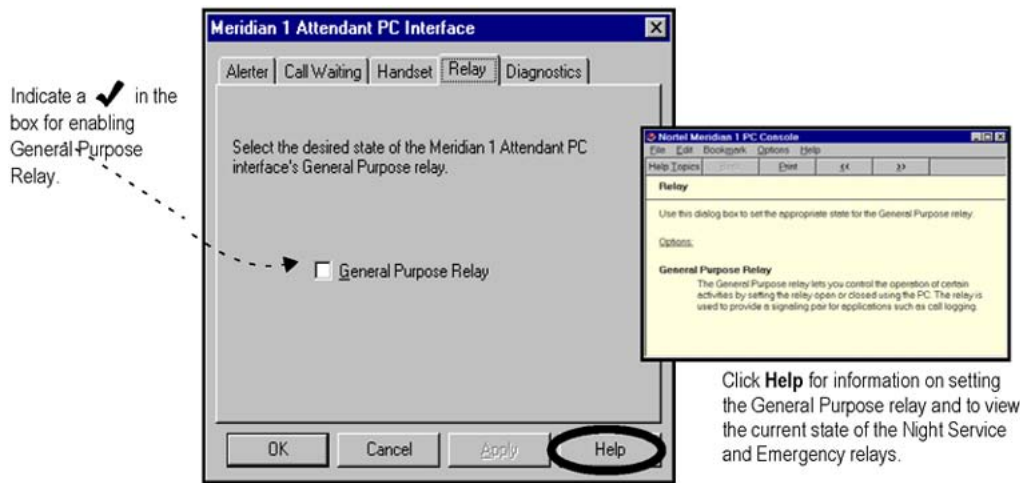 Meridian 1 Attendant PC Interface
Alerter
Call Waiting
Handset
Relay
Diagnostics
Indicate a ✔ in the
box for enabling
General Purpose
Relay.
Select the desired state of the Meridian 1 Attendant PC
interface's General Purpose relay.
General Purpose Relay
OK
Cancel
Apply
Help
Nortel Meridian 1 PC Console
File Edit Bookmark Options Help
Help Topics
Print
<<
>>
Relay
Use this dialog box to set the appropriate state for the General Purpose relay.
Options:
General Purpose Relay
The General Purpose relay lets you control the operation of certain
activities by setting the relay open or closed using the PC. The relay is
used to provide a signaling pair for applications such as call logging.
Click Help for information on setting
the General Purpose relay and to view
the current state of the Night Service
and Emergency relays.